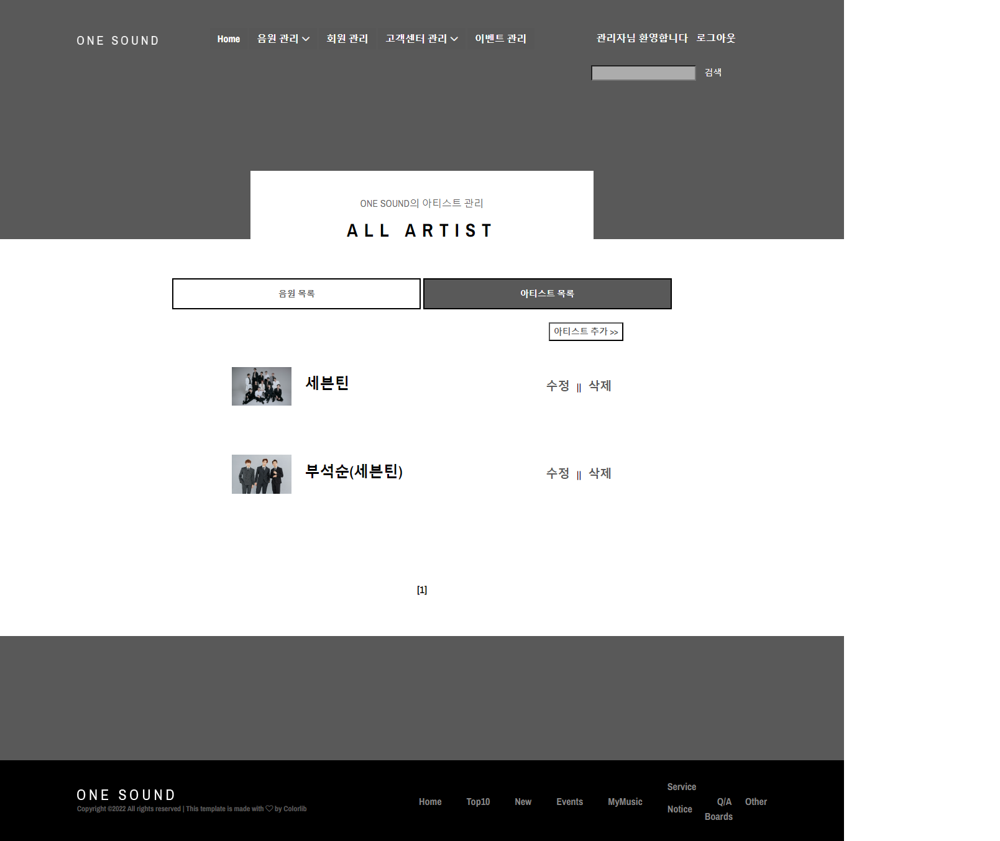 ONE SOUND
Home 음원 관리 회원 관리 고객센터 관리 이벤트 관리
관리자님 환영합니다 로그아웃
검색
ONE SOUND의 아티스트 관리
ALL ARTIST
음원 목록
아티스트 목록
아티스트 추가 >>
세븐틴
수정 || 삭제
부석순(세븐틴)
수정 || 삭제
[1]
ONE SOUND
Copyright ©2022 All rights reserved | This template is made with ♡ by Colorlib
Home Top10 New Events MyMusic
Service
Notice
Q/A
Boards
Other